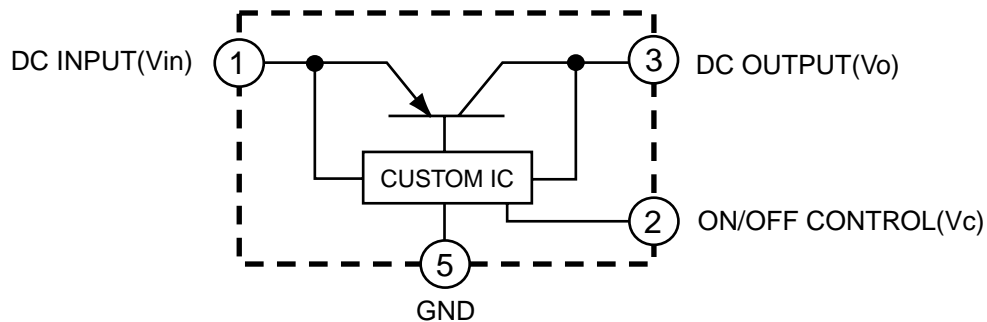 DC INPUT(Vin)
1
3
DC OUTPUT(Vo)
CUSTOM IC
2
ON/OFF CONTROL(Vc)
5
GND